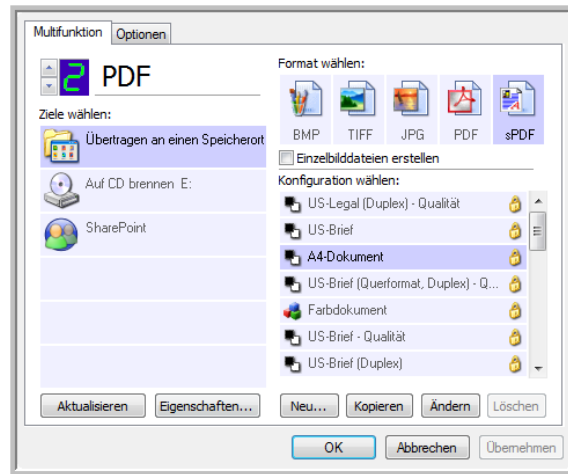 Multifunktion
Optionen
2 PDF
Ziele wählen:
Übertragen an einen Speicherort
Auf CD brennen E:
SharePoint
Aktualisieren
Eigenschaften...
Format wählen:
BMP TIFF JPG PDF sPDF
Einzelbilddateien erstellen
Konfiguration wählen:
US-Legal (Duplex) - Qualität
US-Brief
A4-Dokument
US-Brief (Querformat, Duplex) - Q...
Farbdokument
US-Brief - Qualität
US-Brief (Duplex)
Neu... Kopieren Ändern Löschen
OK Abbrechen Übernehmen